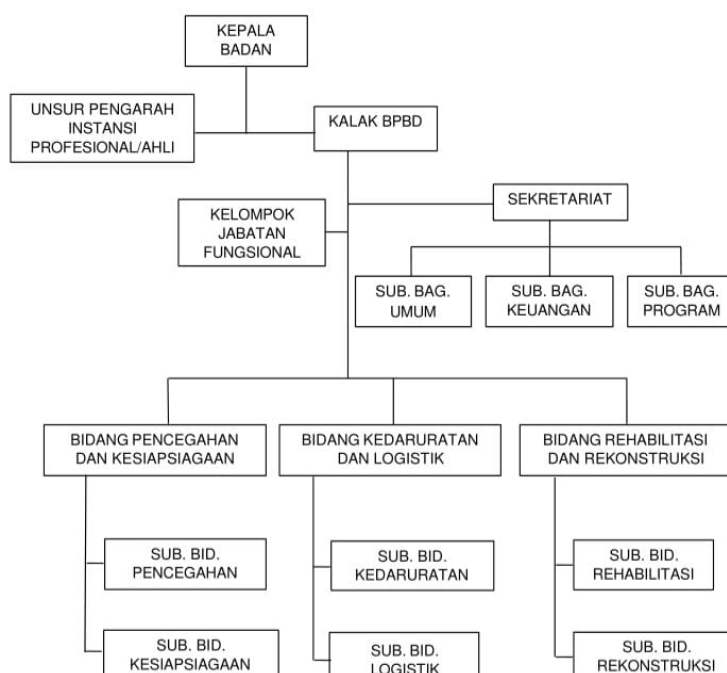 KEPALA
BADAN
UNSUR PENGARAH
INSTANSI
PROFESIONAL/AHLI
KALAK BPBD
KELOMPOK
JABATAN
FUNGSIONAL
SEKRETARIAT
SUB. BAG.
UMUM
SUB. BAG.
KEUANGAN
SUB. BAG.
PROGRAM
BIDANG PENCEGAHAN
DAN KESIAPSIAGAAN
BIDANG KEDARURATAN
DAN LOGISTIK
BIDANG REHABILITASI
DAN REKONSTRUKSI
SUB. BID.
PENCEGAHAN
SUB. BID.
KEDARURATAN
SUB. BID.
REHABILITASI
SUB. BID.
KESIAPSIAGAAN
SUB. BID.
LOGISTIK
SUB. BID.
REKONSTRUKSI